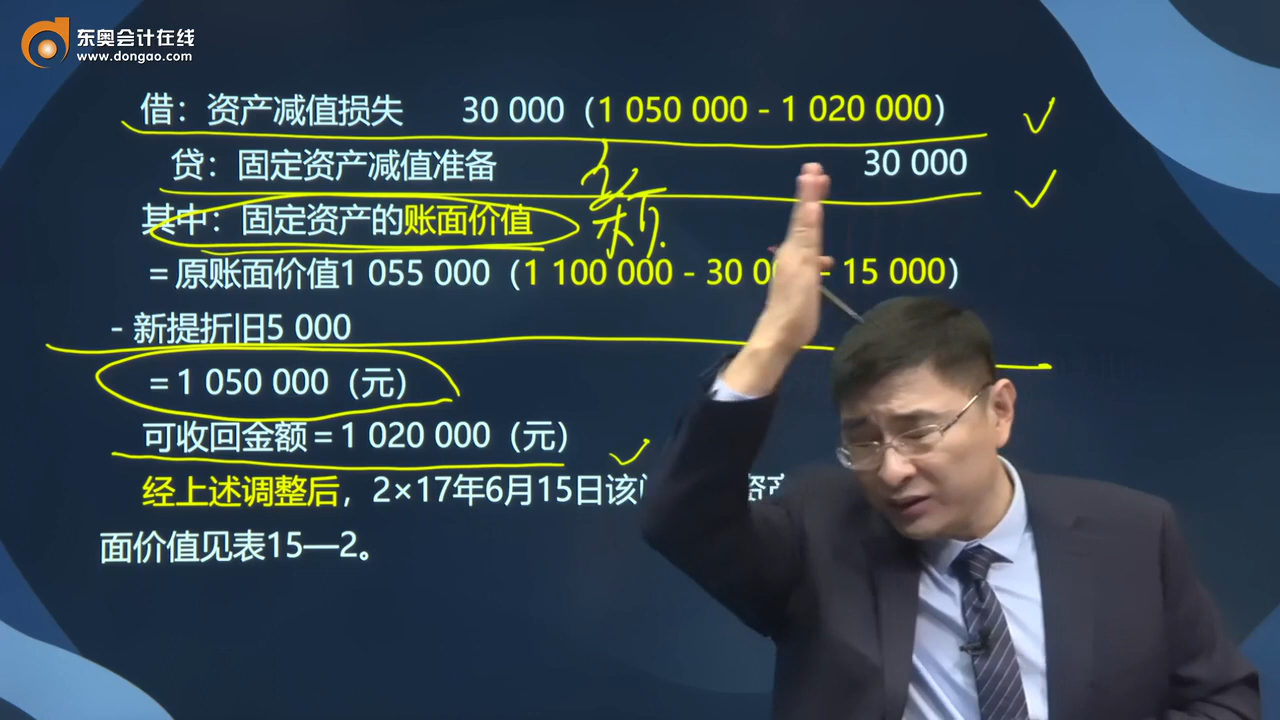 东奥会计在线
www.dongao.com
借：资产减值损失 30 000（1 050 000 - 1 020 000）
贷：固定资产减值准备 30 000
其中：固定资产的账面价值
＝原账面价值1 055 000（1 100 000 - 30 00 - 15 000）
- 新提折旧5 000
＝1 050 000（元）
可收回金额＝1 020 000（元）
经上述调整后，2×17年6月15日该 资产
面价值见表15—2。